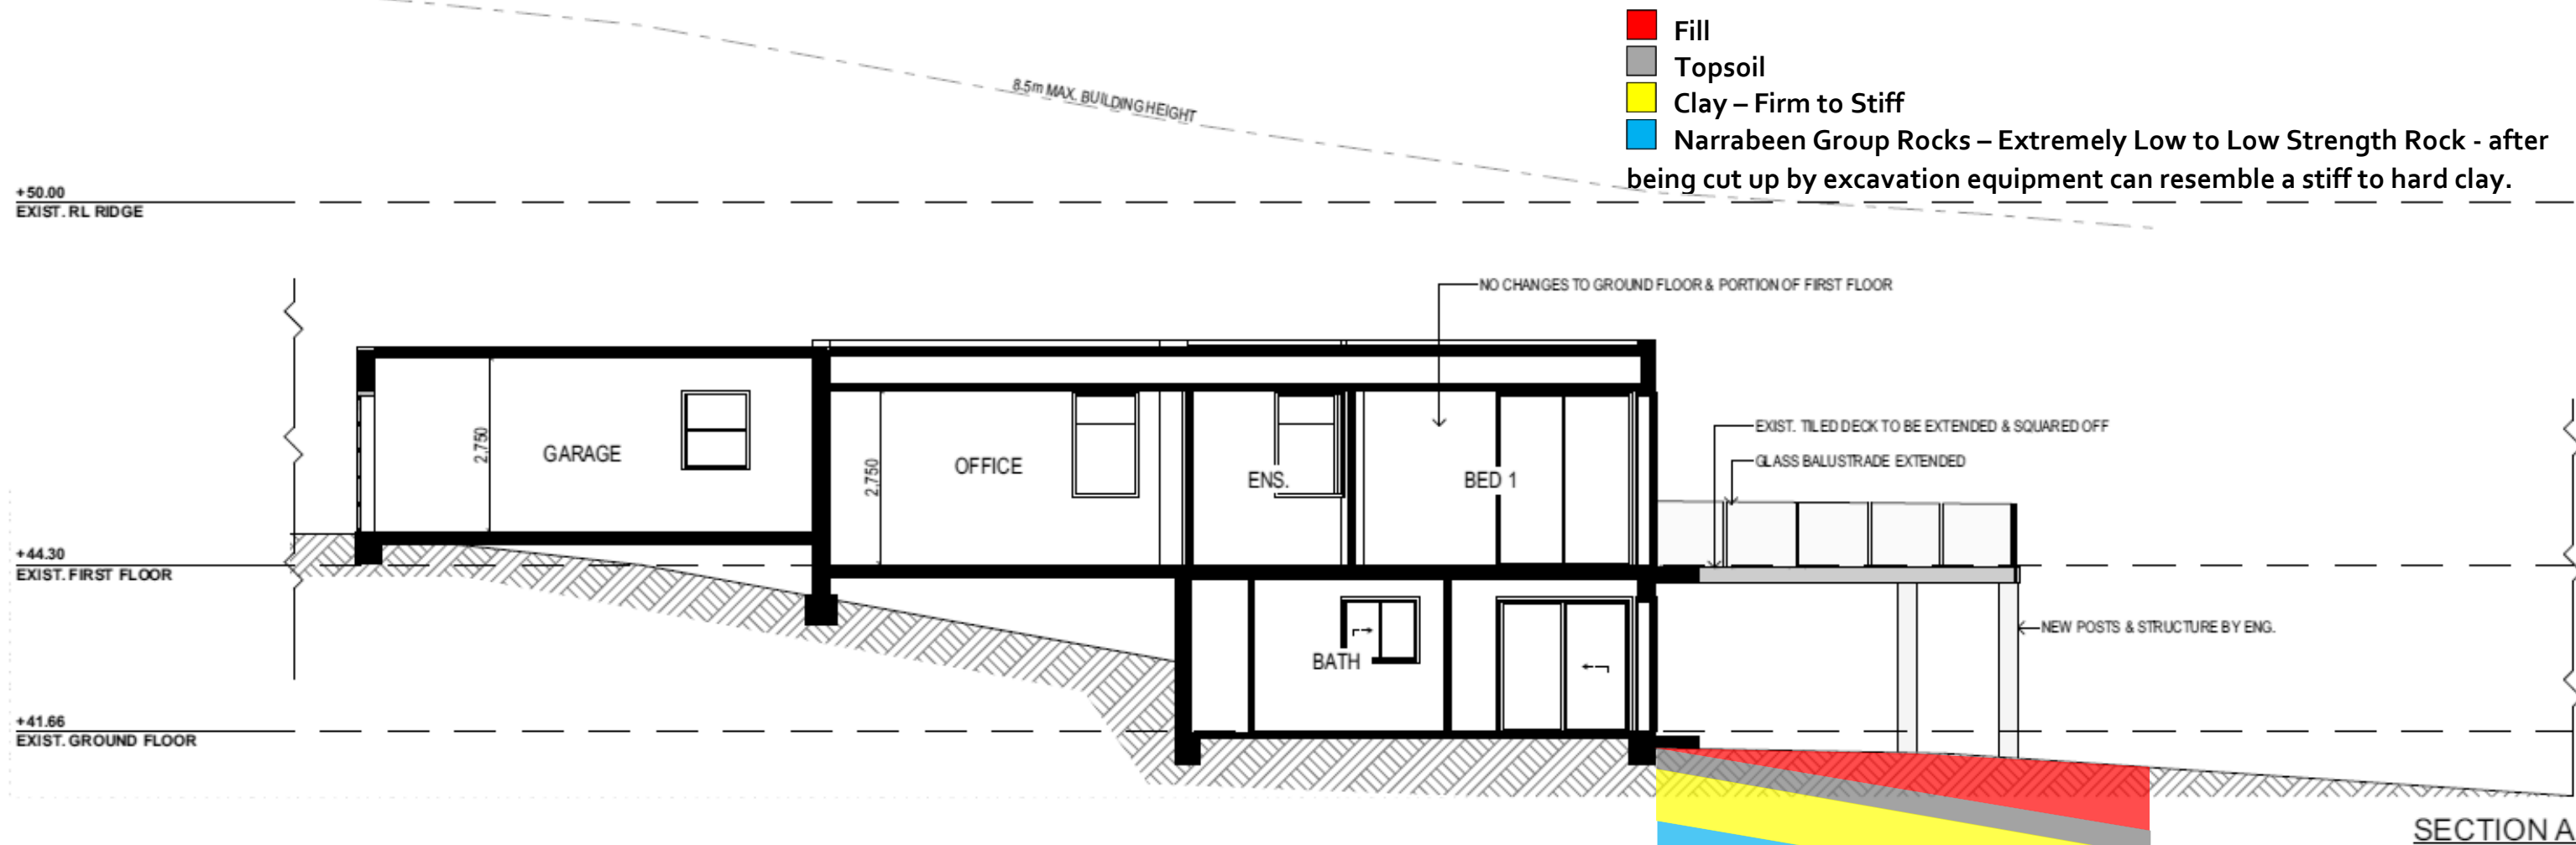 Fill
Topsoil
Clay – Firm to Stiff
Narrabeen Group Rocks – Extremely Low to Low Strength Rock - after
being cut up by excavation equipment can resemble a stiff to hard clay.
8.5m MAX. BUILDING HEIGHT
+50.00
EXIST. RL RIDGE
NO CHANGES TO GROUND FLOOR & PORTION OF FIRST FLOOR
EXIST. TILED DECK TO BE EXTENDED & SQUARED OFF
GLASS BALUSTRADE EXTENDED
2,750
GARAGE
2,750
OFFICE
ENS.
BED 1
+44.30
EXIST. FIRST FLOOR
NEW POSTS & STRUCTURE BY ENG.
BATH
+41.66
EXIST. GROUND FLOOR
SECTION A